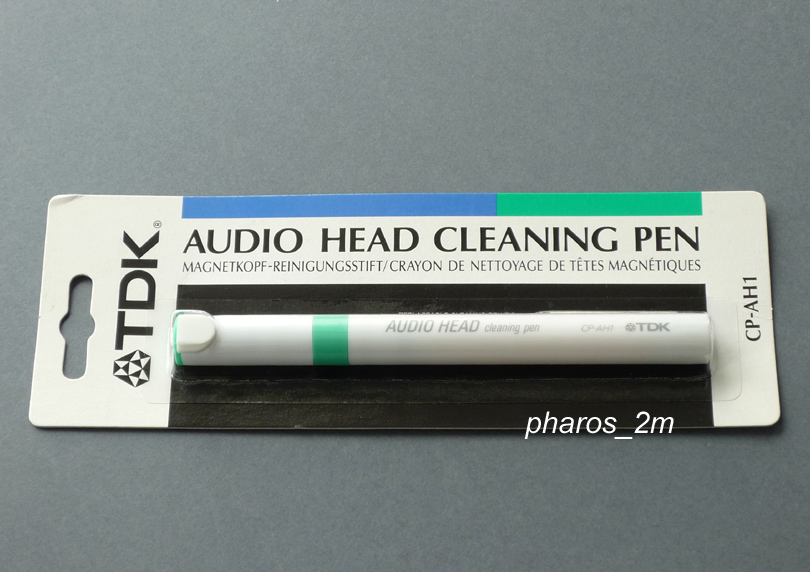 TDK®
AUDIO HEAD CLEANING PEN
MAGNETKOPF-REINIGUNGSSTIFT/CRAYON DE NETTOYAGE DE TÊTES MAGNÉTIQUES
AUDIO HEAD cleaning pen CP-AH1 TDK
CP-AH1
pharos_2m